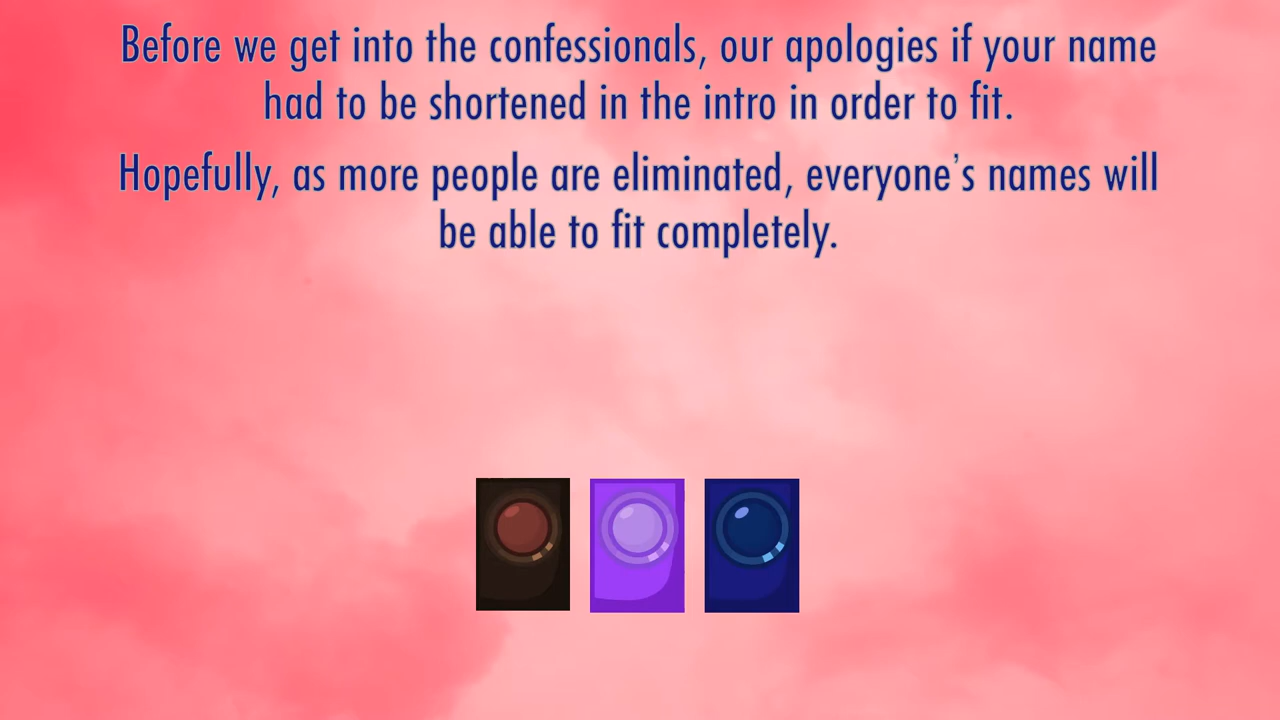 Before we get into the confessionals, our apologies if your name
had to be shortened in the intro in order to fit.
Hopefully, as more people are eliminated, everyone’s names will
be able to fit completely.